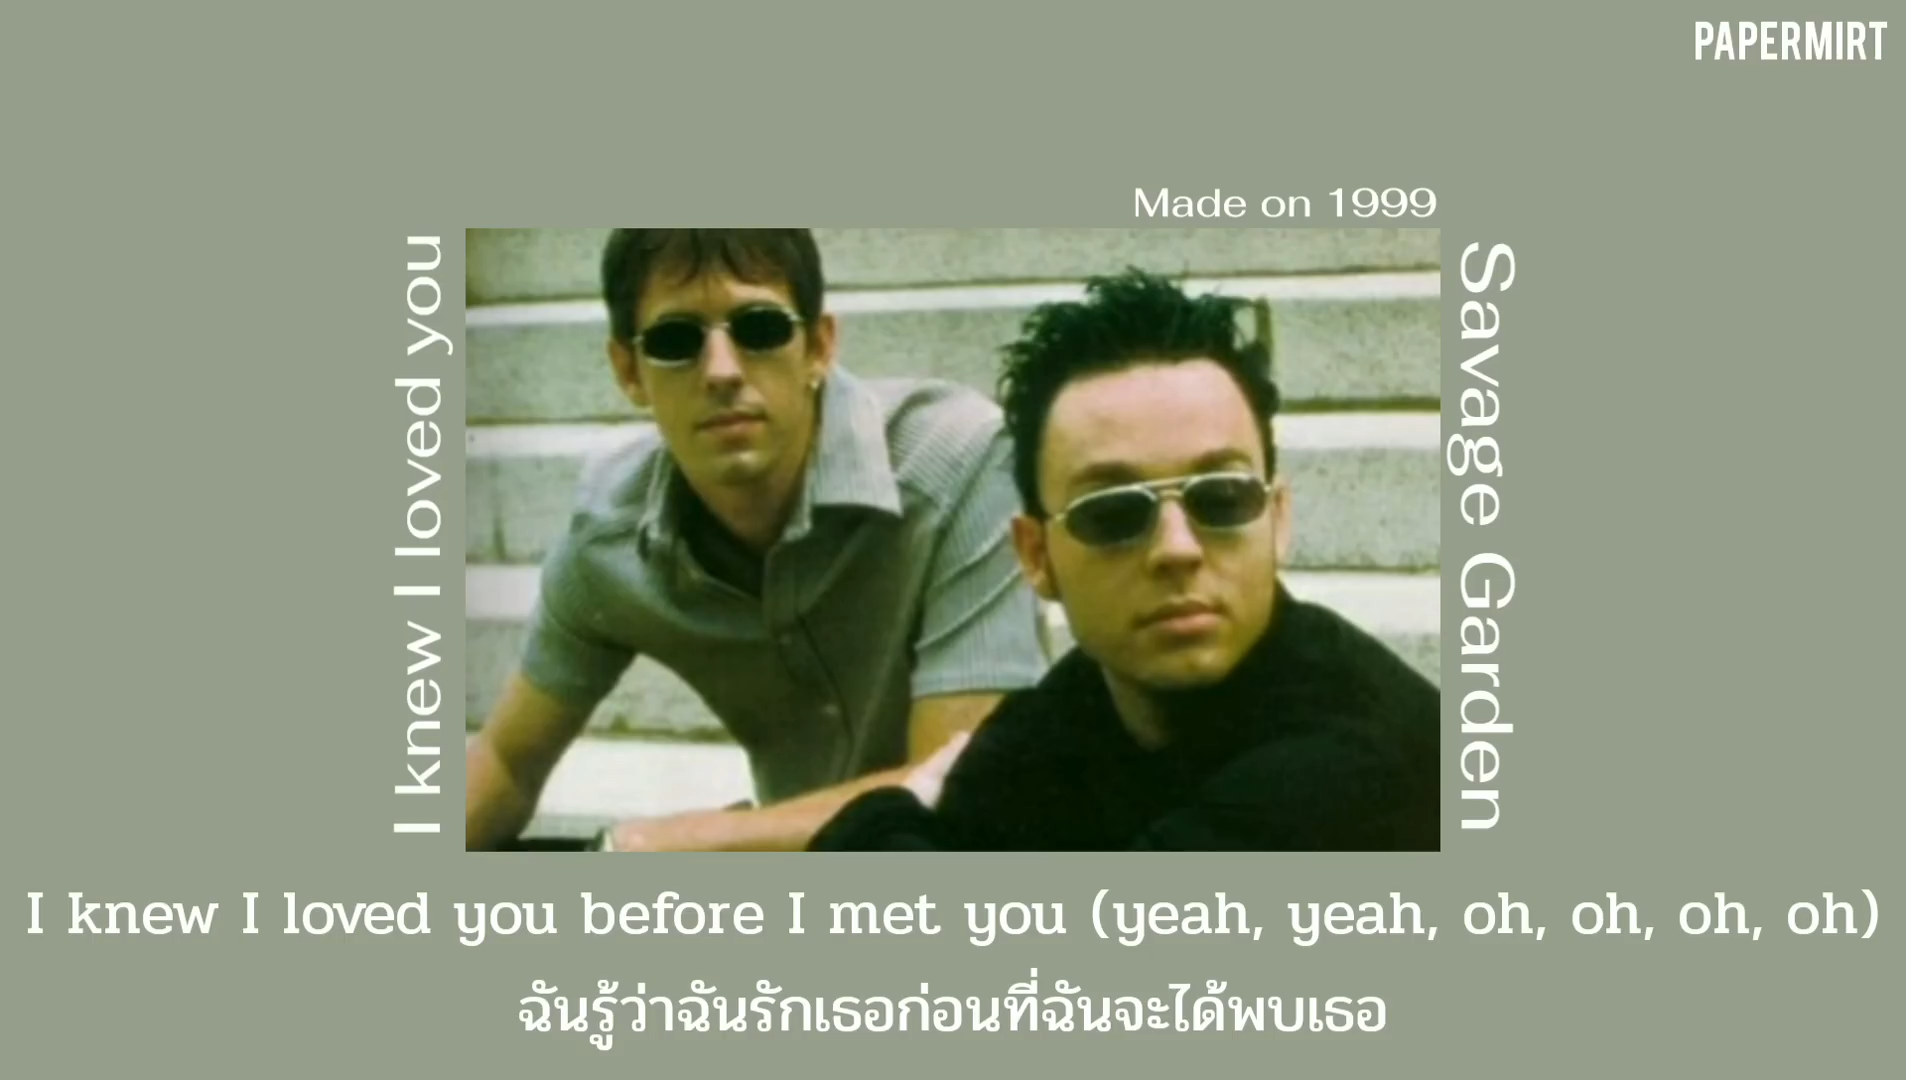 PAPERMIRT
Made on 1999
I knew I loved you
Savage Garden
I knew I loved you before I met you (yeah, yeah, oh, oh, oh, oh)
ฉันรู้ว่าฉันรักเธอก่อนที่ฉันจะได้พบเธอ